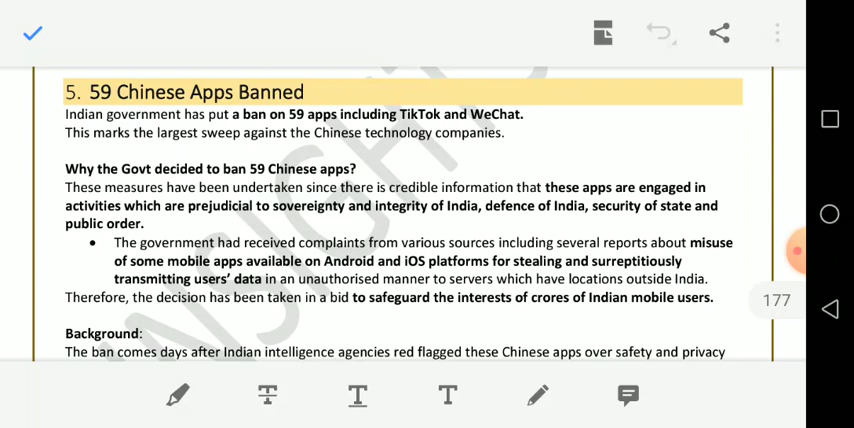 5. 59 Chinese Apps Banned
Indian government has put a ban on 59 apps including TikTok and WeChat.
This marks the largest sweep against the Chinese technology companies.
Why the Govt decided to ban 59 Chinese apps?
These measures have been undertaken since there is credible information that these apps are engaged in
activities which are prejudicial to sovereignty and integrity of India, defence of India, security of state and
public order.
• The government had received complaints from various sources including several reports about misuse
of some mobile apps available on Android and iOS platforms for stealing and surreptitiously
transmitting users' data in an unauthorised manner to servers which have locations outside India.
Therefore, the decision has been taken in a bid to safeguard the interests of crores of Indian mobile users.
177
Background:
The ban comes days after Indian intelligence agencies red flagged these Chinese apps over safety and privacy
INSIGHTS
T
T
T